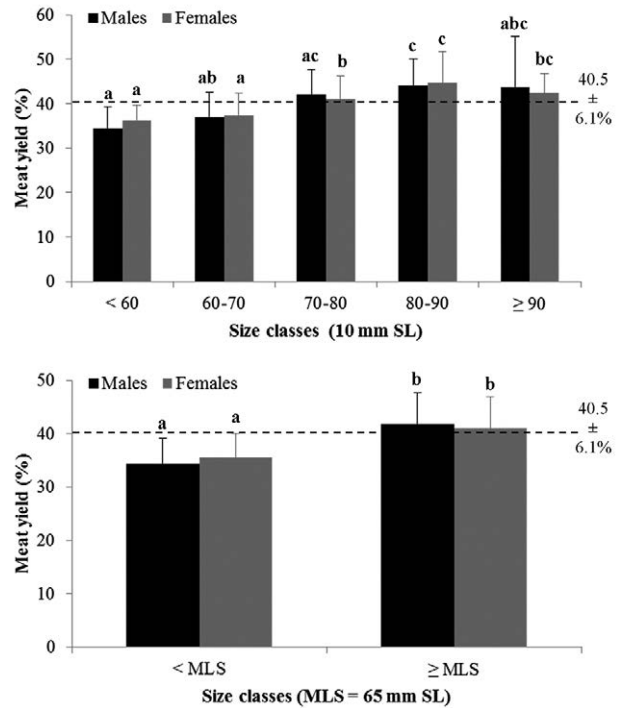 Males Females
60
50
40
30
20
10
0
Meat yield (%)
a a ab a ac b c c abc bc
40.5
±
6.1%
< 60 60-70 70-80 80-90 ≥ 90
Size classes (10 mm SL)
Males Females
50
40
30
20
10
0
Meat yield (%)
a a b b
40.5
±
6.1%
< MLS ≥ MLS
Size classes (MLS = 65 mm SL)